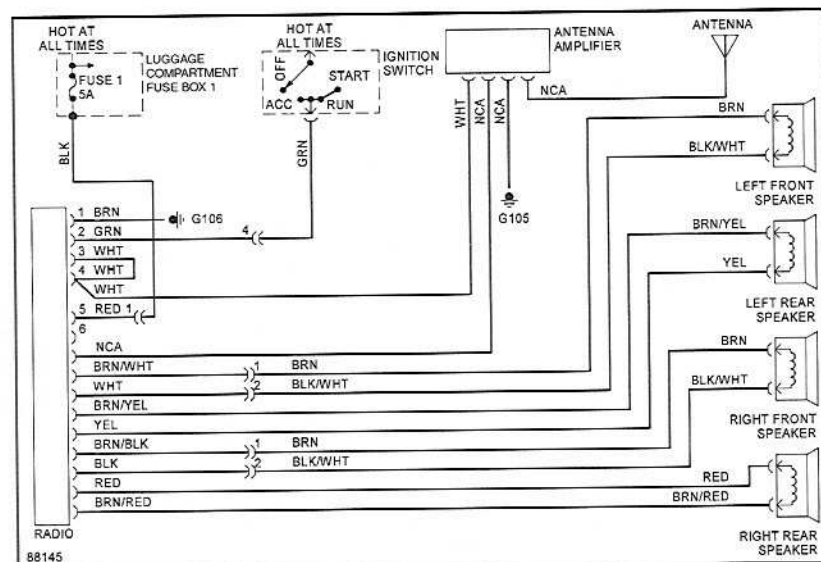 HOT AT
ALL TIMES
FUSE 1
5A
LUGGAGE
COMPARTMENT
FUSE BOX 1
HOT AT
ALL TIMES
OFF
START
ACC
RUN
IGNITION
SWITCH
ANTENNA
AMPLIFIER
ANTENNA
BLK
GRN
WHT
NCA
NCA
NCA
G105
1 BRN
G106
2 GRN
4
3 WHT
4 WHT
WHT
5 RED 1
6
NCA
BRN/WHT 1 BRN
WHT 2 BLK/WHT
BRN/YEL
YEL
BRN/BLK 1 BRN
BLK 2 BLK/WHT
RED
BRN/RED
RADIO
BRN
BLK/WHT
LEFT FRONT
SPEAKER
BRN/YEL
YEL
LEFT REAR
SPEAKER
BRN
BLK/WHT
RIGHT FRONT
SPEAKER
RED
BRN/RED
RIGHT REAR
SPEAKER
88145